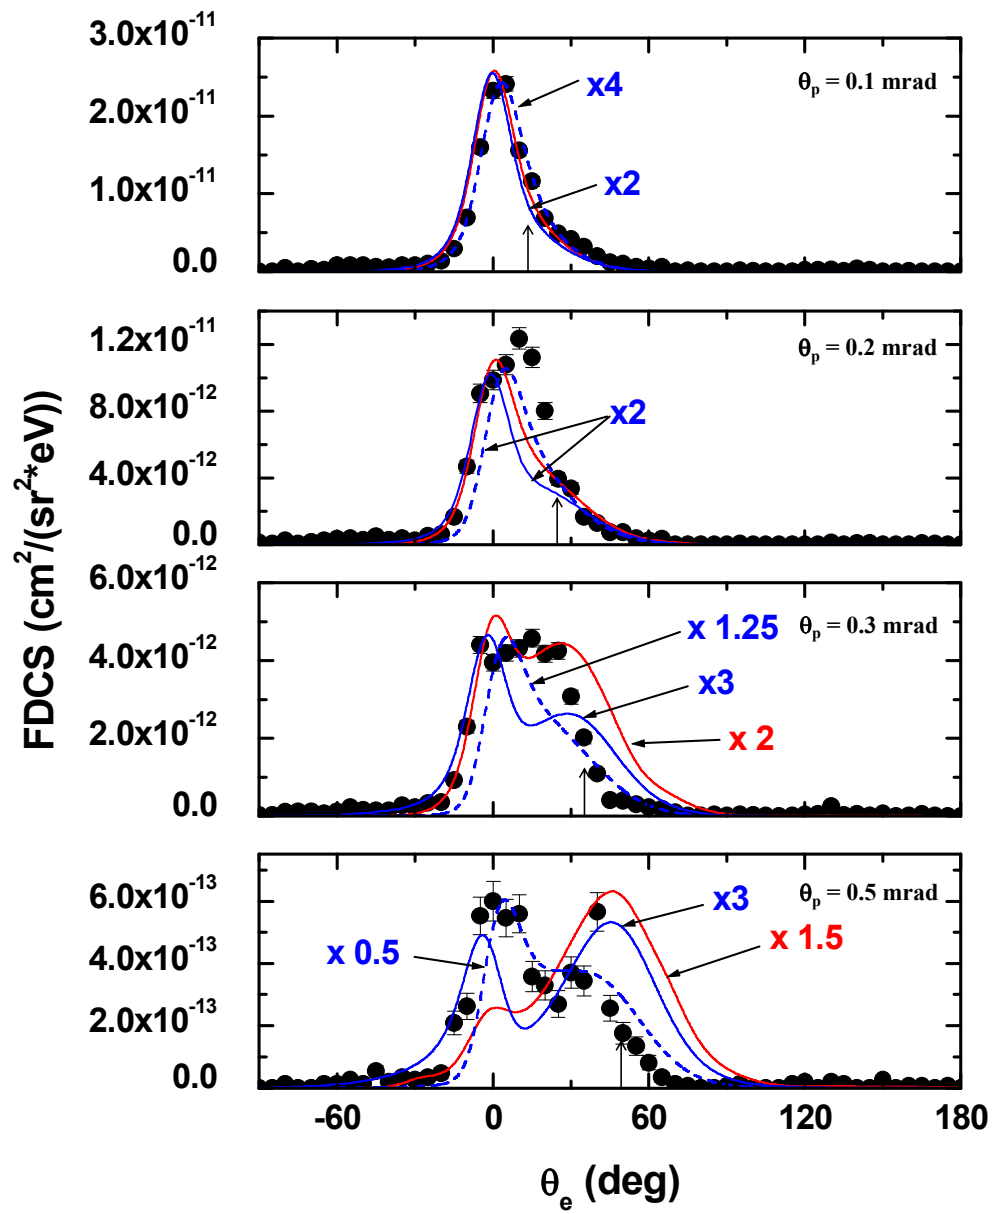 FDCS (cm²/(sr²*eV))
3.0x10⁻¹¹
2.0x10⁻¹¹
1.0x10⁻¹¹
0.0
x4
x2
θp = 0.1 mrad
1.2x10⁻¹¹
8.0x10⁻¹²
4.0x10⁻¹²
0.0
x2
θp = 0.2 mrad
6.0x10⁻¹²
4.0x10⁻¹²
2.0x10⁻¹²
0.0
x 1.25
x3
x 2
θp = 0.3 mrad
6.0x10⁻¹³
4.0x10⁻¹³
2.0x10⁻¹³
0.0
x 0.5
x3
x 1.5
θp = 0.5 mrad
-60 0 60 120 180
θe (deg)